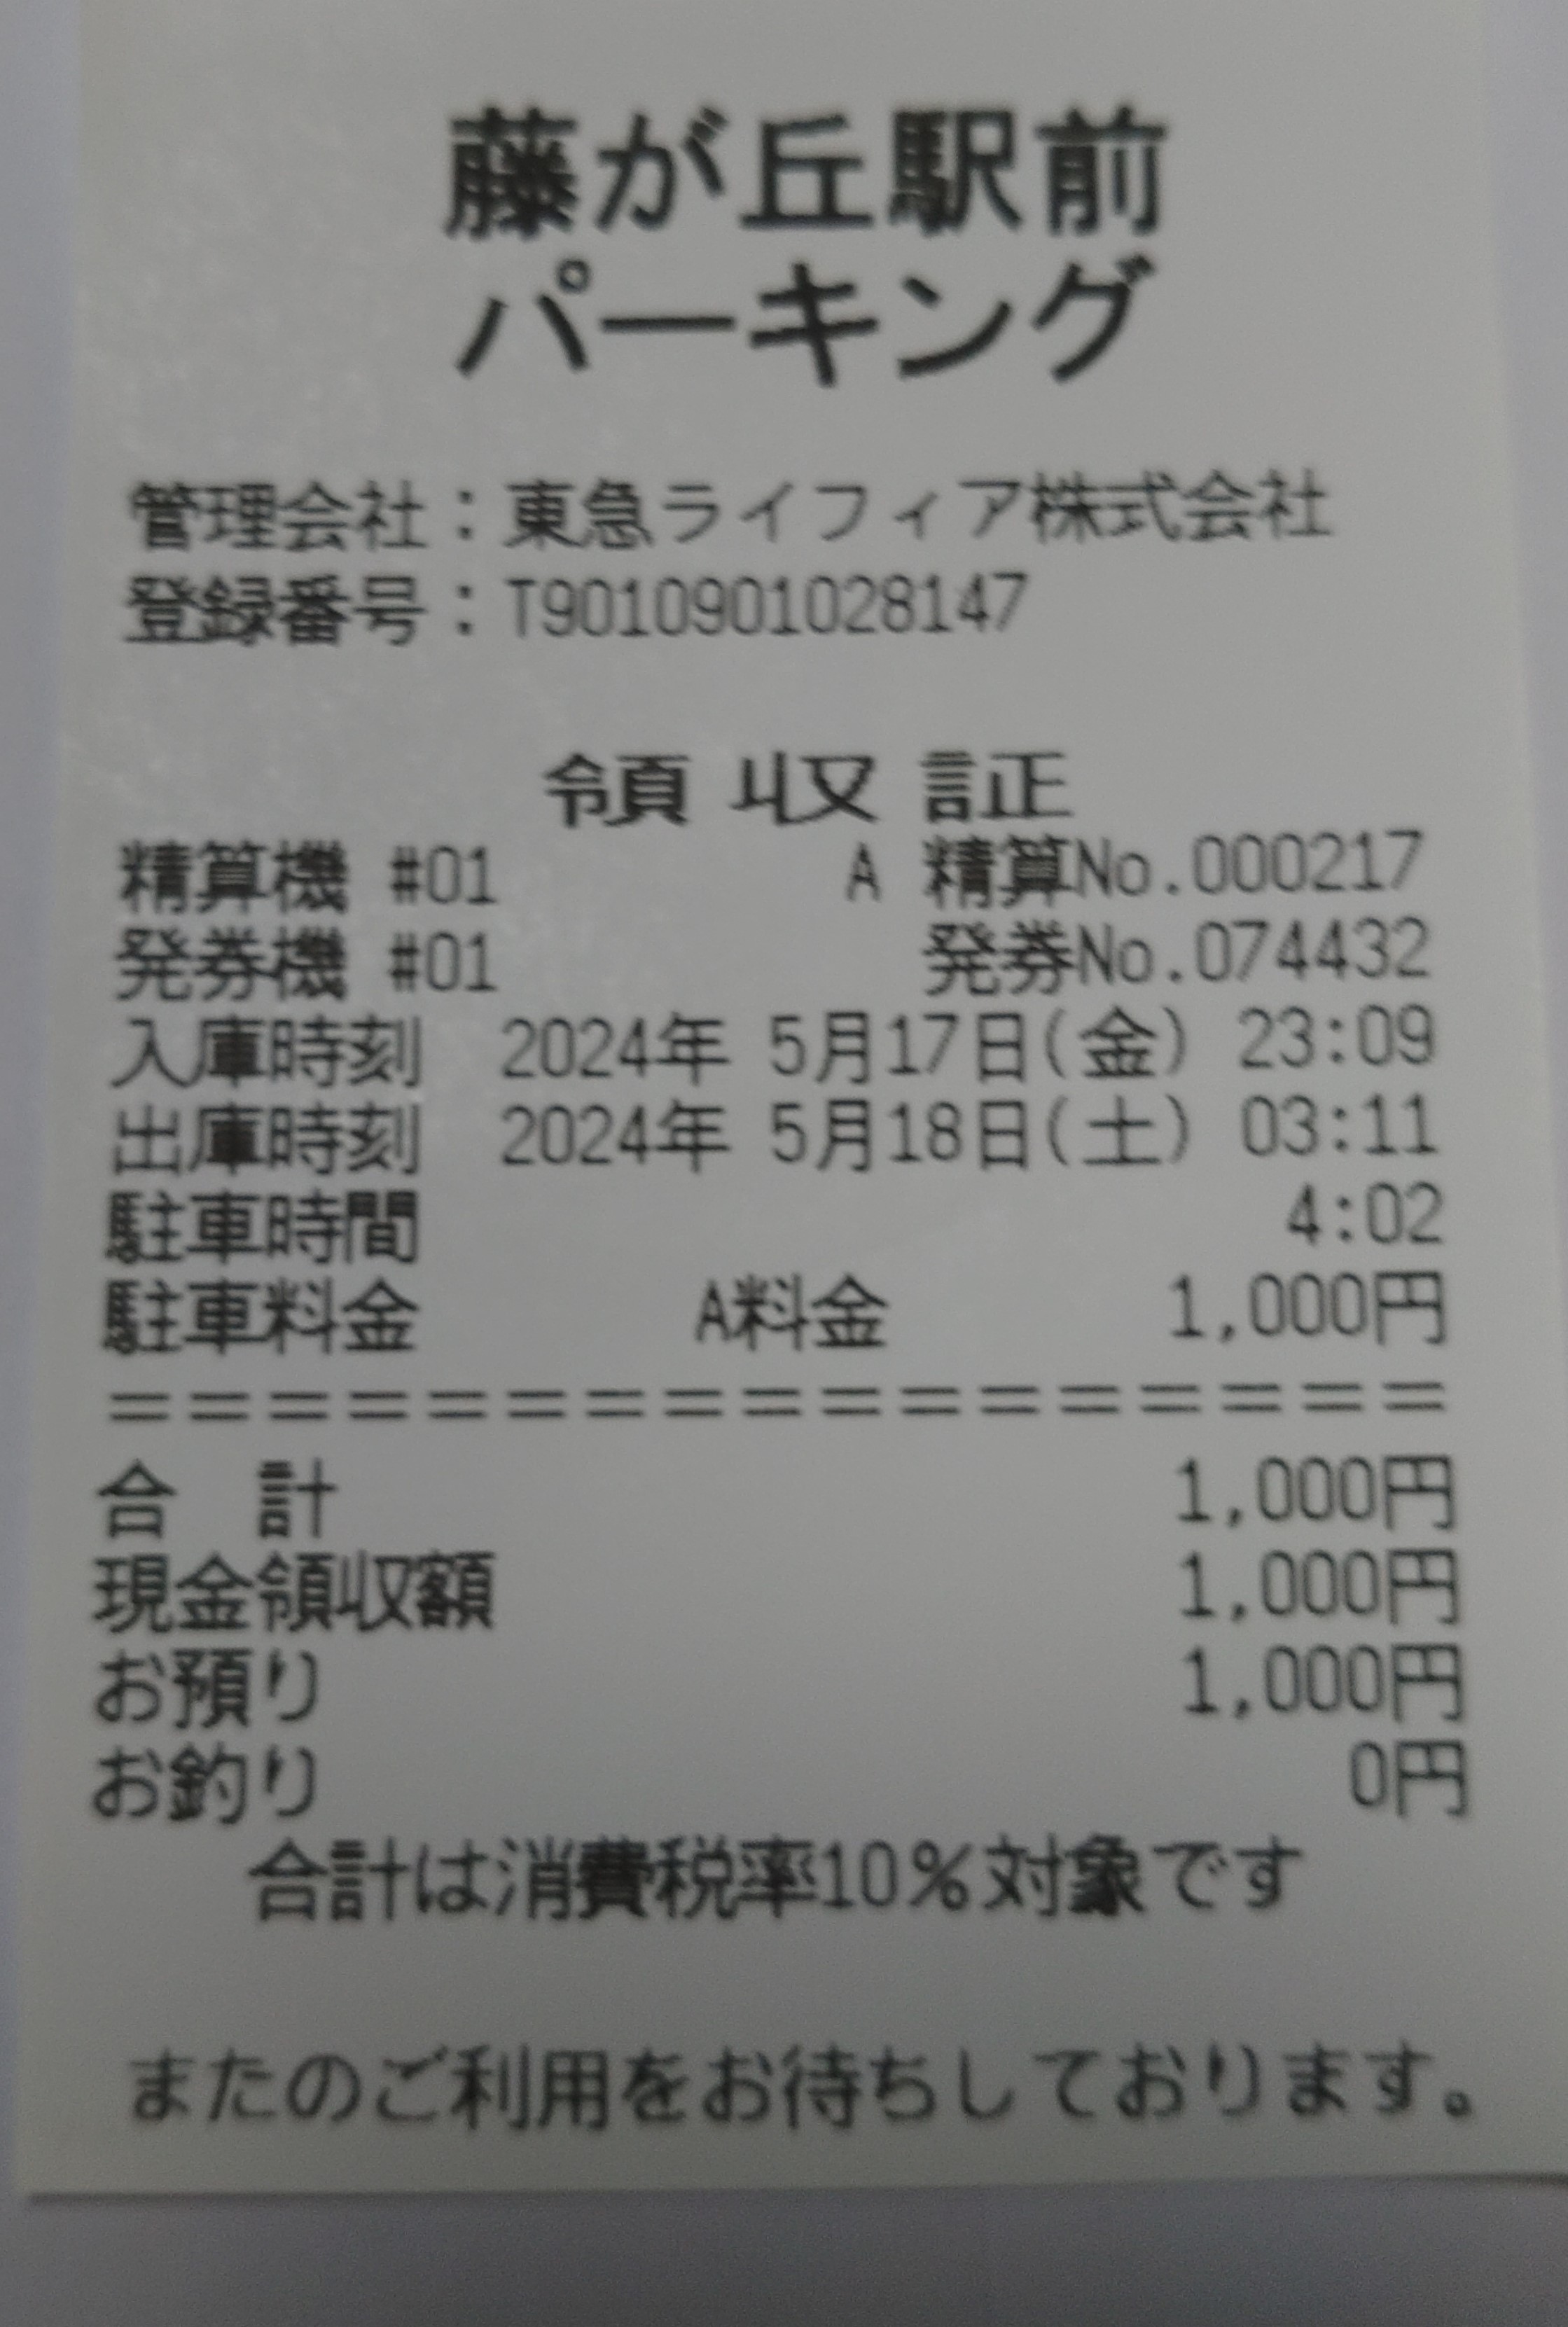 藤が丘駅前
パーキング
管理会社：東急ライフィア株式会社
登録番号：T9010901028147
領 収 証
精算機 #01 A 精算No.000217
発券機 #01 発券No.074432
入庫時刻 2024年 5月17日(金) 23:09
出庫時刻 2024年 5月18日(土) 03:11
駐車時間 4:02
駐車料金 A料金 1,000円
＝＝＝＝＝＝＝＝＝＝＝＝＝＝＝＝＝
合　計 1,000円
現金領収額 1,000円
お預り 1,000円
お釣り 0円
合計は消費税率10％対象です
またのご利用をお待ちしております。